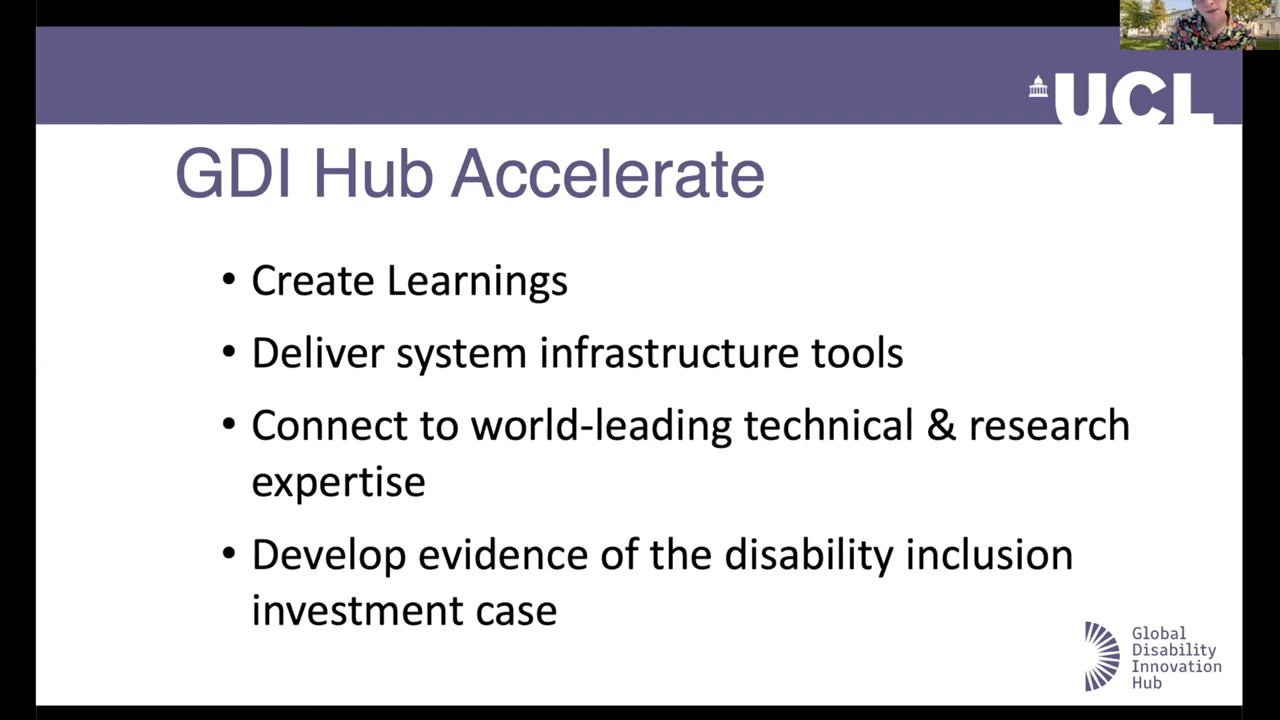 UCL
GDI Hub Accelerate
• Create Learnings
• Deliver system infrastructure tools
• Connect to world-leading technical & research
expertise
• Develop evidence of the disability inclusion
investment case
Global
Disability
Innovation
Hub